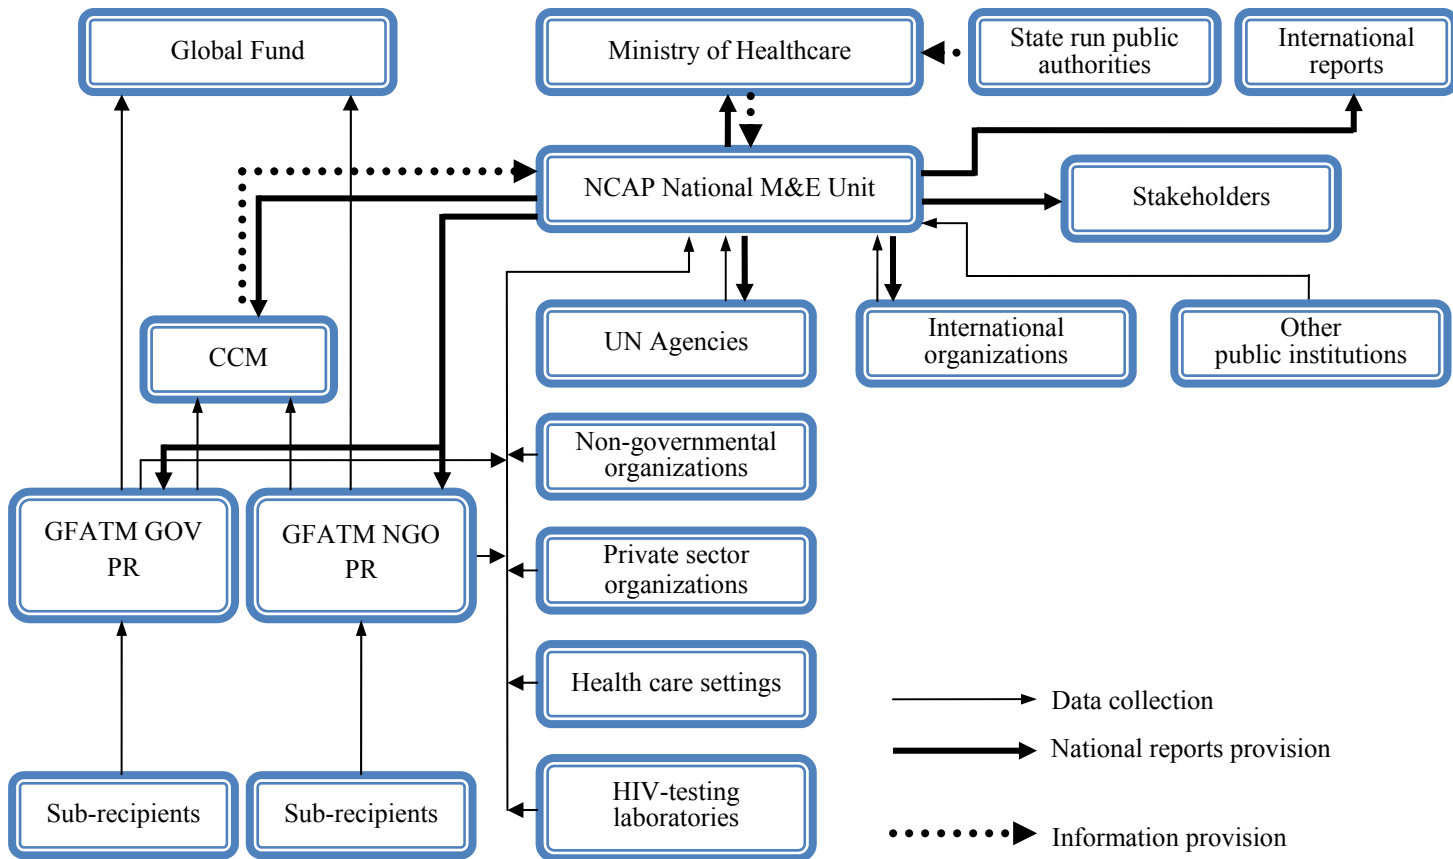 Global Fund
Ministry of Healthcare
State run public
authorities
International
reports
NCAP National M&E Unit
Stakeholders
CCM
UN Agencies
International
organizations
Other
public institutions
Non-governmental
organizations
GFATM GOV
PR
GFATM NGO
PR
Private sector
organizations
Health care settings
Sub-recipients
Sub-recipients
HIV-testing
laboratories
Data collection
National reports provision
Information provision